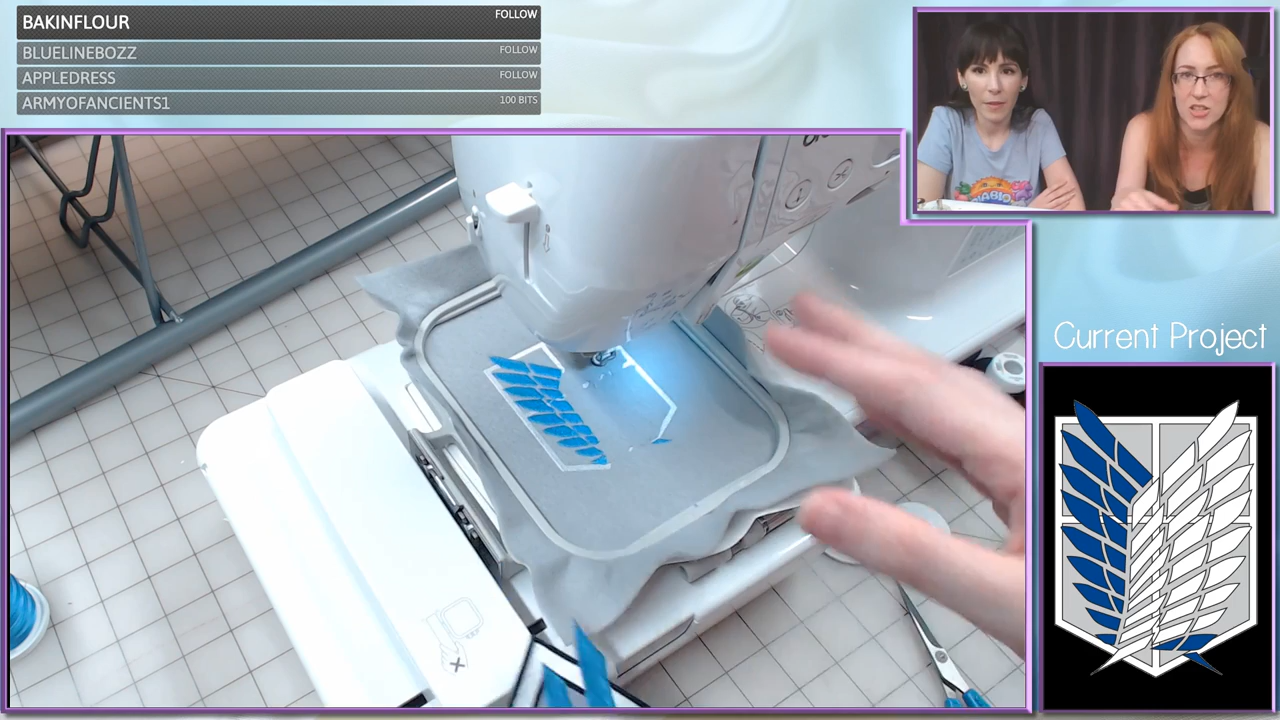 BAKINFLOUR FOLLOW
BLUELINEBOZZ FOLLOW
APPLEDRESS FOLLOW
ARMYOFANCIENTS1 100 BITS
Current Project